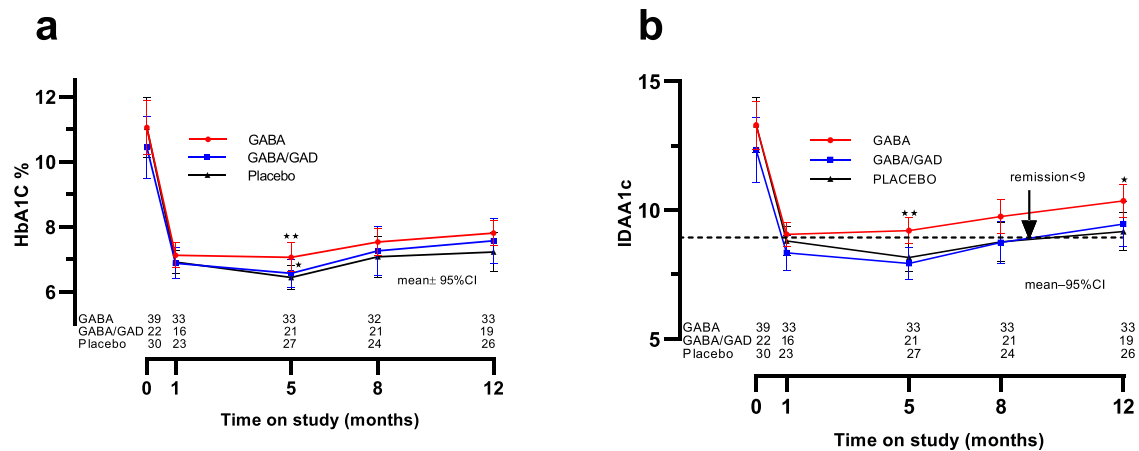 a
HbA1C %
12
10
8
6
GABA
GABA/GAD
Placebo
★★
★
mean± 95%CI
GABA 39 33 33 32 33
GABA/GAD 22 16 21 21 19
Placebo 30 23 27 24 26
0 1 5 8 12
Time on study (months)
b
IDAA1c
15
10
5
GABA
GABA/GAD
PLACEBO
remission<9
★★
★
mean–95%CI
GABA 39 33 33 33 33
GABA/GAD 22 16 21 21 19
Placebo 30 23 27 24 26
0 1 5 8 12
Time on study (months)